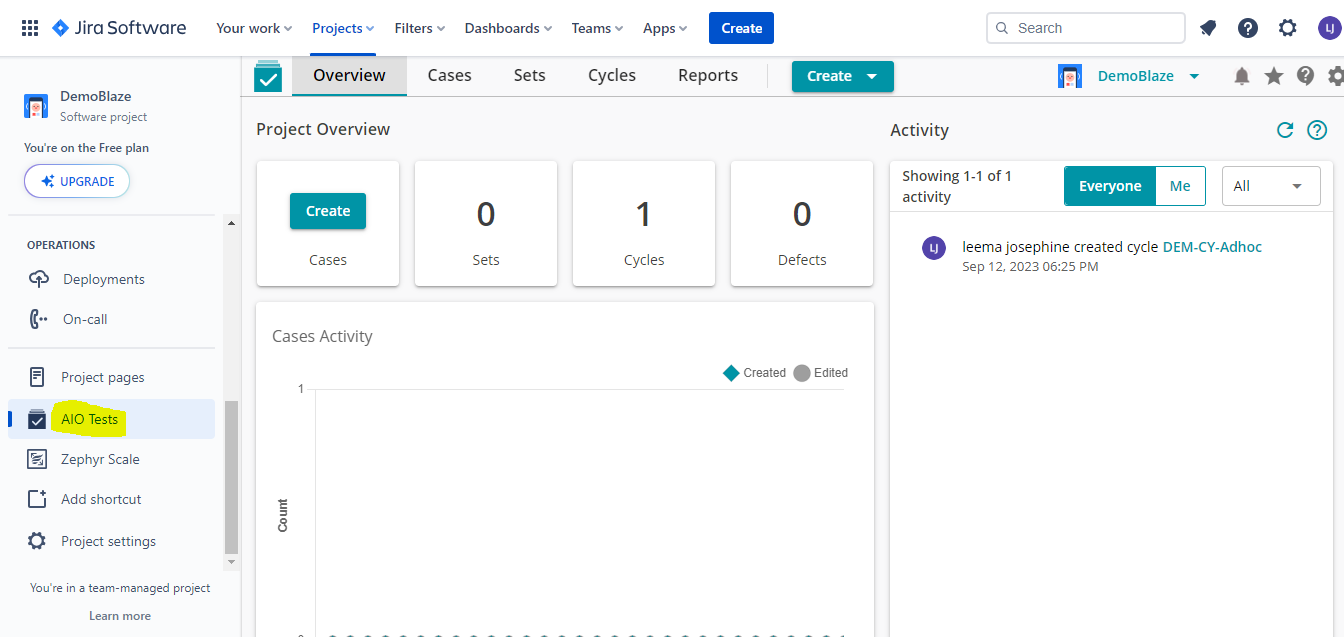 Jira Software
Your work
Projects
Filters
Dashboards
Teams
Apps
Create
Search
LJ
DemoBlaze
Software project
You're on the Free plan
UPGRADE
OPERATIONS
Deployments
On-call
Project pages
AIO Tests
Zephyr Scale
Add shortcut
Project settings
You're in a team-managed project
Learn more
Overview
Cases
Sets
Cycles
Reports
Create
DemoBlaze
Project Overview
Create
Cases
0
Sets
1
Cycles
0
Defects
Cases Activity
Created
Edited
1
Count
Activity
Showing 1-1 of 1
activity
Everyone
Me
All
LJ
leema josephine created cycle DEM-CY-Adhoc
Sep 12, 2023 06:25 PM